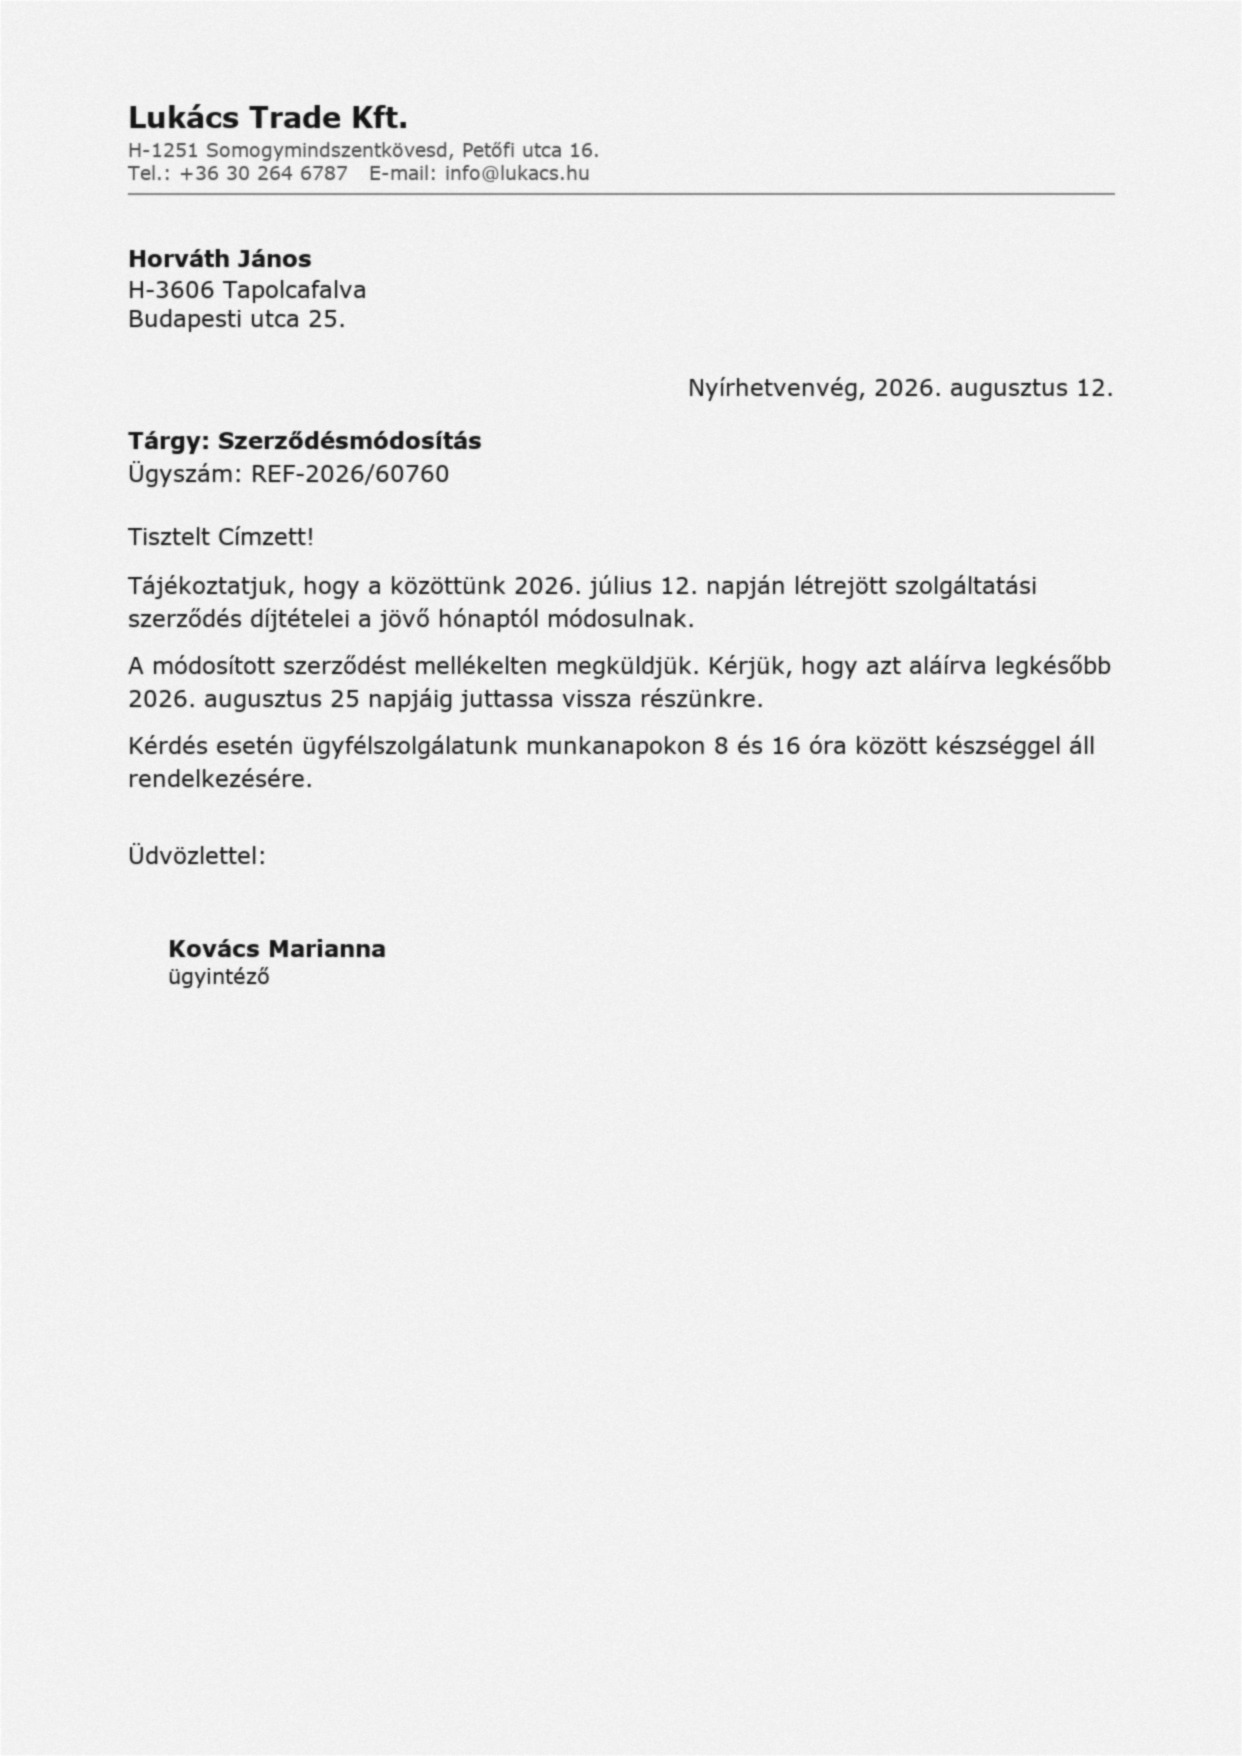 Lukács Trade Kft.
H-1251 Somogymindszentkövesd, Petőfi utca 16.
Tel.: +36 30 264 6787 E-mail: info@lukacs.hu
Horváth János
H-3606 Tapolcafalva
Budapesti utca 25.
Nyírhetvenvég, 2026. augusztus 12.
Tárgy: Szerződésmódosítás
Ügyszám: REF-2026/60760
Tisztelt Címzett!
Tájékoztatjuk, hogy a közöttünk 2026. július 12. napján létrejött szolgáltatási
szerződés díjtételei a jövő hónaptól módosulnak.
A módosított szerződést mellékelten megküldjük. Kérjük, hogy azt aláírva legkésőbb
2026. augusztus 25 napjáig juttassa vissza részünkre.
Kérdés esetén ügyfélszolgálatunk munkanapokon 8 és 16 óra között készséggel áll
rendelkezésére.
Üdvözlettel:
Kovács Marianna
ügyintéző